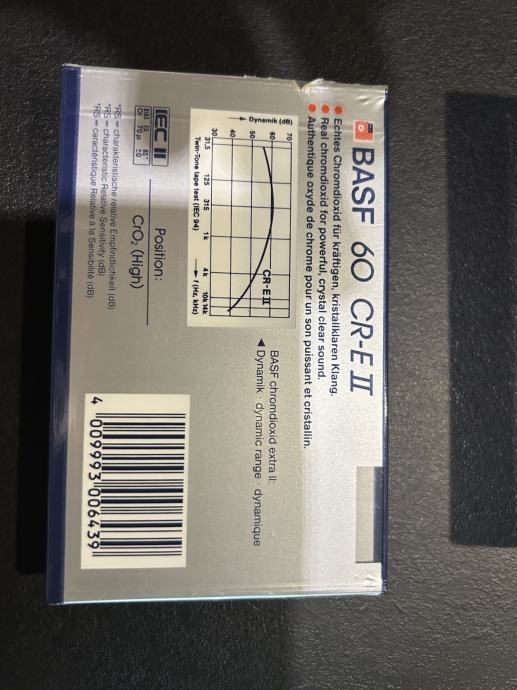 BASF 60 CR-E II
Echtes Chromdioxid für kräftigen, kristallklaren Klang.
Real chromdioxid for powerful, crystal clear sound.
Authentique oxyde de chrome pour un son puissant et cristallin.
Dynamik (dB)
70
60
50
40
30
CR-E II
31.5 125 315 1k 4k 10k 14k
Twin-Tone tape test (IEC 94) f (Hz, kHz)
BASF chromdioxid extra II:
Dynamik · dynamic range · dynamique
IEC II
Position:
CrO₂ (High)
*RS = charakteristische relative Empfindlichkeit (dB)
*RS = characteristic Relative Sensitivity (dB)
*RS = caractéristique Relative à la Sensibilité (dB)
4 009993 006439